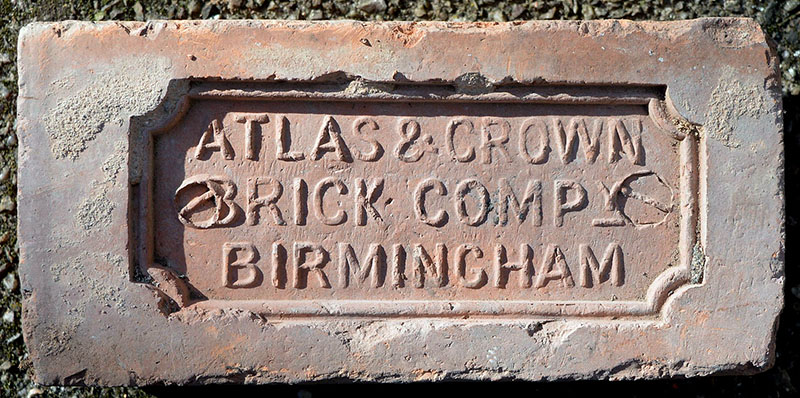 ATLAS & CROWN
BRICK COMPY
BIRMINGHAM